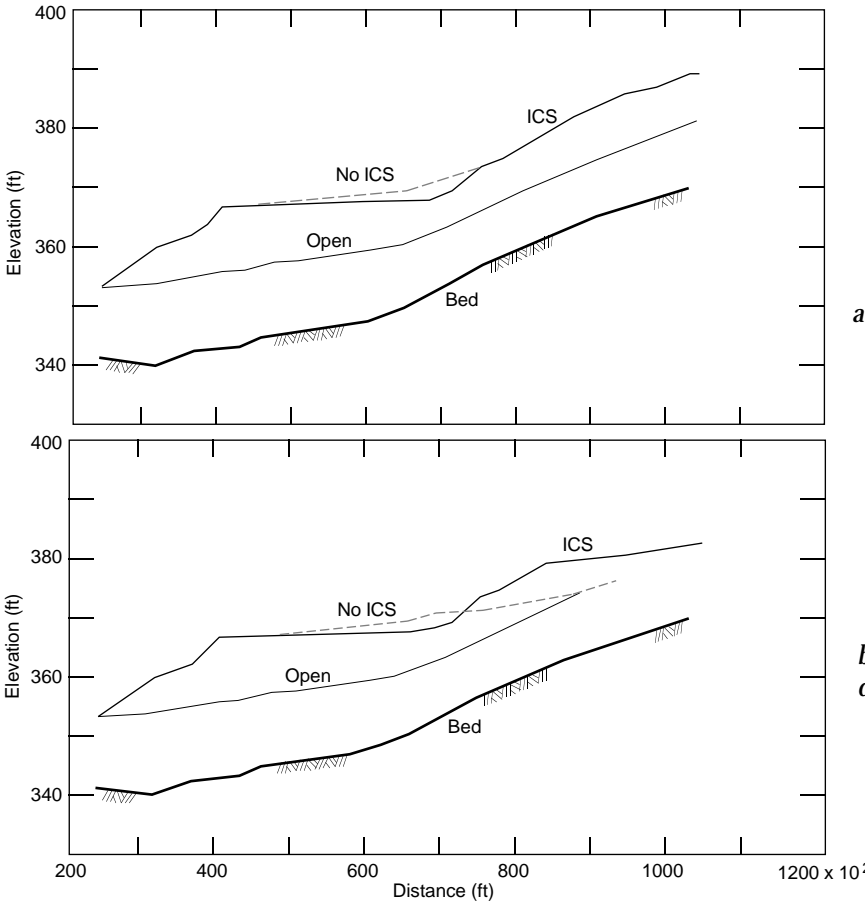 400
380
360
340
Elevation (ft)
ICS
No ICS
Open
Bed
a
400
380
360
340
Elevation (ft)
ICS
No ICS
Open
Bed
b
200
400
600
800
1000
1200 x 10²
Distance (ft)